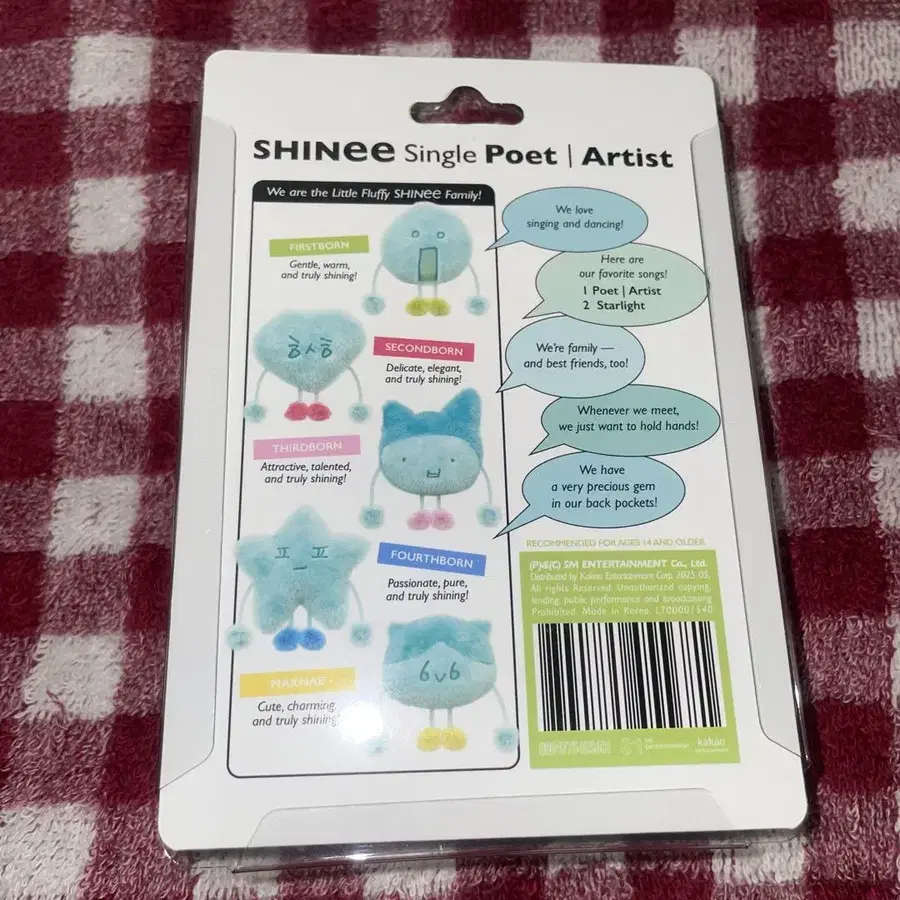 SHINee Single Poet | Artist
We are the Little Fluffy SHINee Family!
FIRSTBORN
Gentle, warm,
and truly shining!
SECONDBORN
Delicate, elegant,
and truly shining!
THIRDBORN
Attractive, talented,
and truly shining!
FOURTHBORN
Passionate, pure,
and truly shining!
MAKNAE
Cute, charming
and truly shining!
We love
singing and dancing!
Here are
our favorite songs!
1 Poet | Artist
2 Starlight
We're family —
and best friends, too!
Whenever we meet,
we just want to hold hands!
We have
a very precious gem
in our back pockets!
RECOMMENDED FOR AGES 14 AND OLDER.
(P)&(C) SM ENTERTAINMENT Co., Ltd.
Distributed by Kakao Entertainment Corp. 2025. 05.
All rights Reserved. Unauthorized copying,
lending, public performance and broadcasting
Prohibited. Made in Korea.
kakao